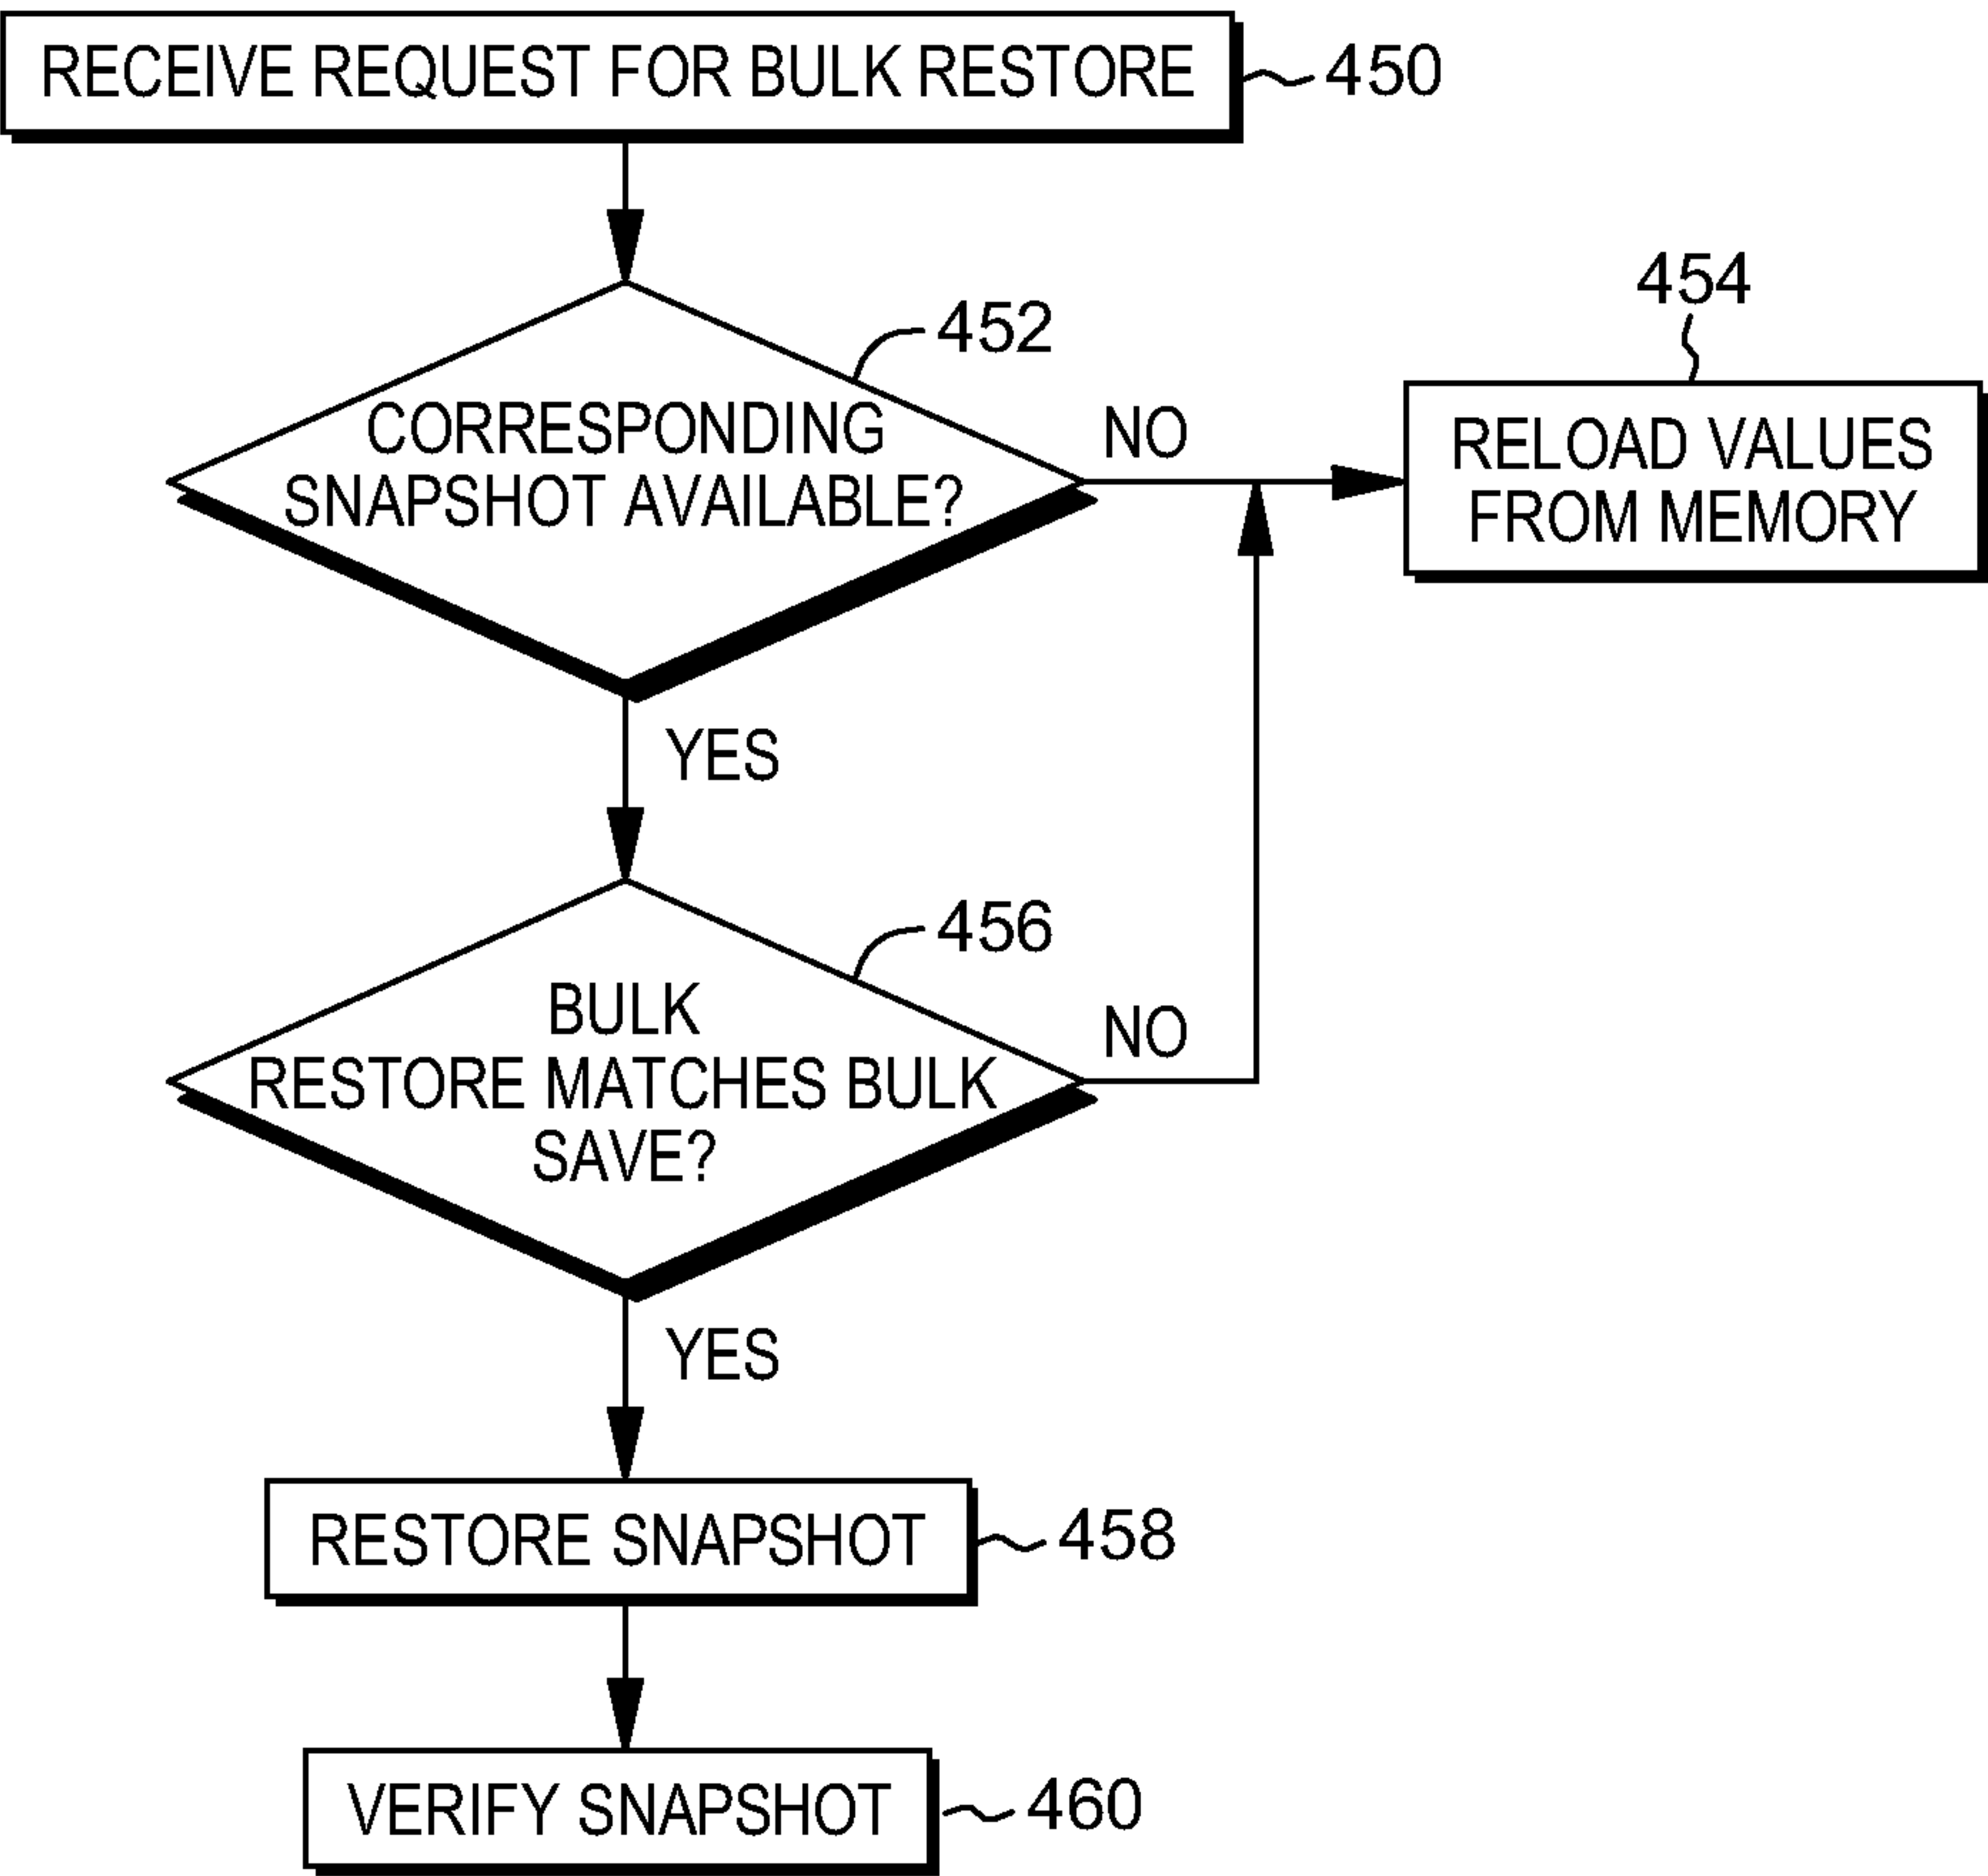 RECEIVE REQUEST FOR BULK RESTORE
450
452
CORRESPONDING
SNAPSHOT AVAILABLE?
NO
454
RELOAD VALUES
FROM MEMORY
YES
456
BULK
RESTORE MATCHES BULK
SAVE?
NO
YES
RESTORE SNAPSHOT
458
VERIFY SNAPSHOT
460